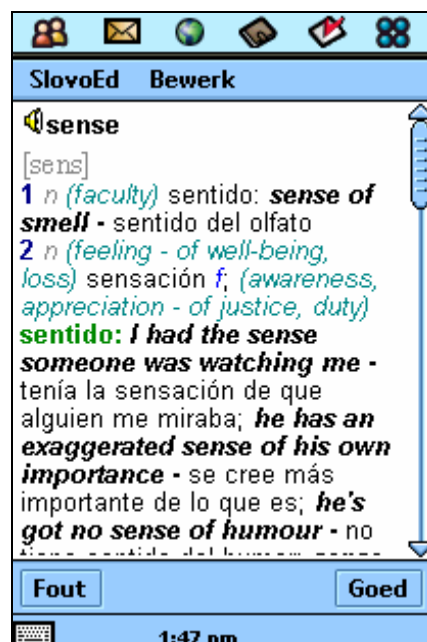 SlovoEd Bewerk
sense
[sens]
1 n (faculty) sentido: sense of
smell - sentido del olfato
2 n (feeling - of well-being,
loss) sensación f; (awareness,
appreciation - of justice, duty)
sentido: I had the sense
someone was watching me -
tenía la sensación de que
alguien me miraba; he has an
exaggerated sense of his own
importance - se cree más
importante de lo que es; he's
got no sense of humour - no
Fout Goed
1:47 pm